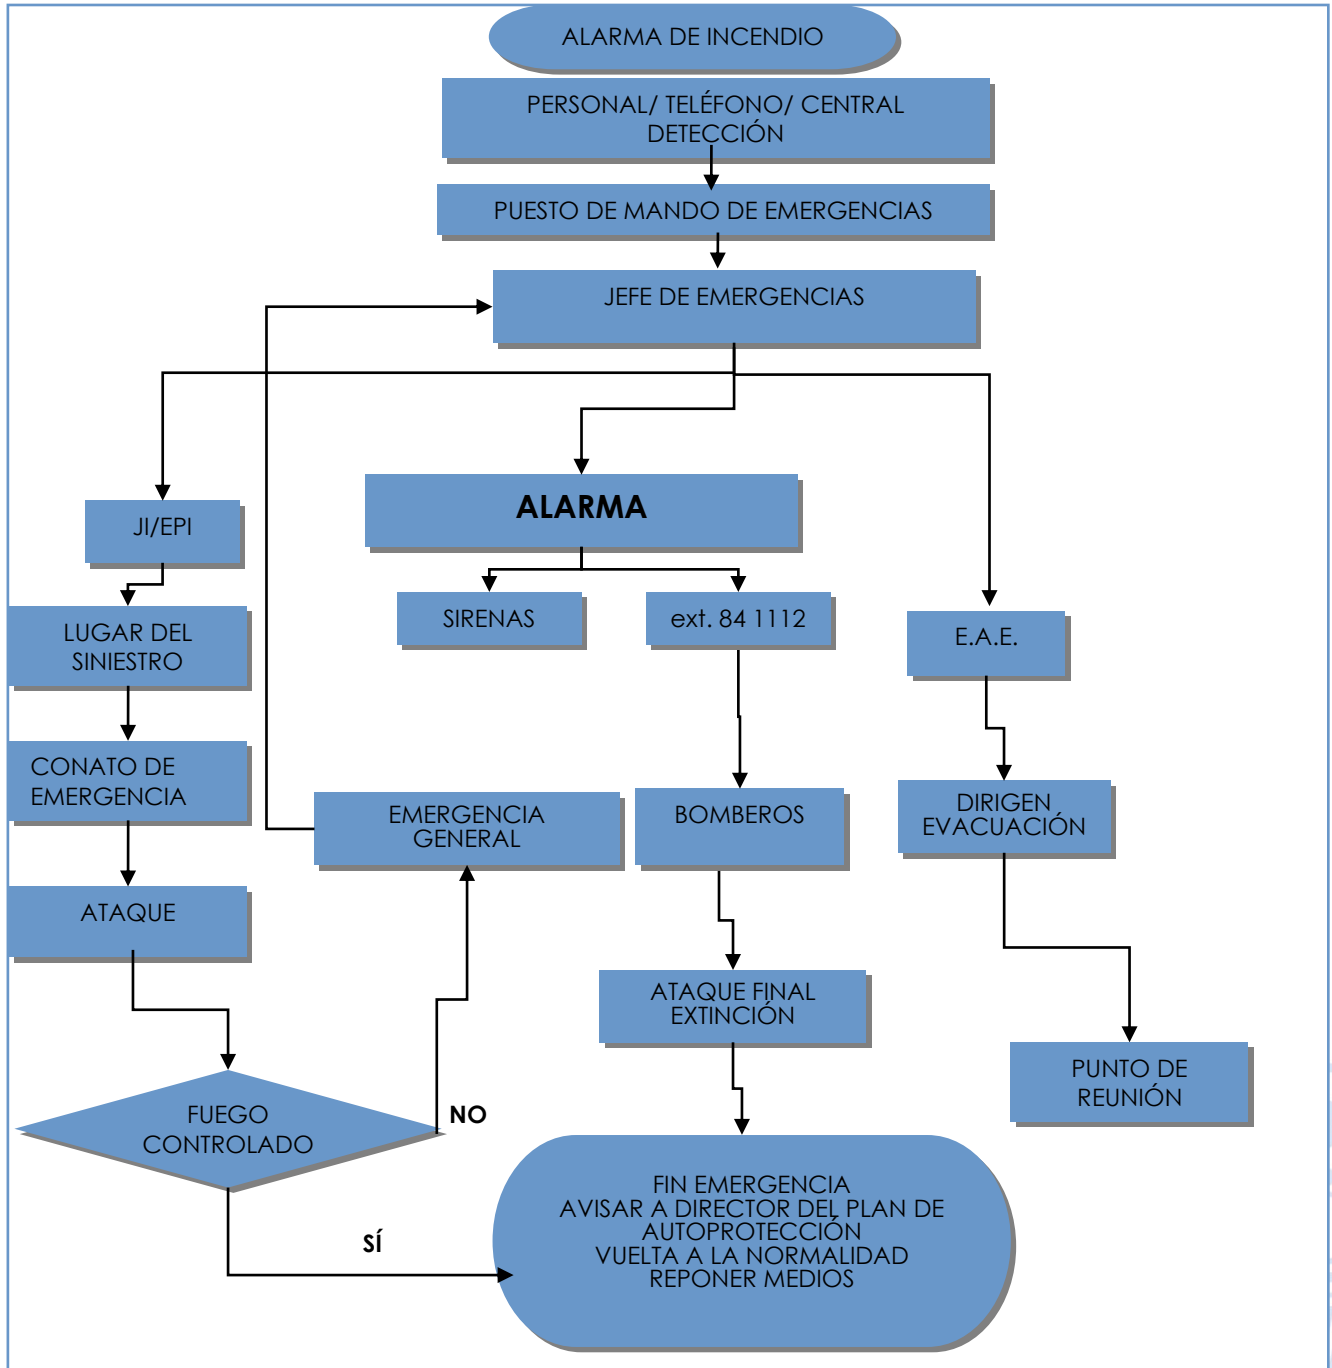 ALARMA DE INCENDIO
PERSONAL/ TELÉFONO/ CENTRAL
DETECCIÓN
PUESTO DE MANDO DE EMERGENCIAS
JEFE DE EMERGENCIAS
ALARMA
JI/EPI
SIRENAS
ext. 84 1112
E.A.E.
LUGAR DEL
SINIESTRO
CONATO DE
EMERGENCIA
EMERGENCIA
GENERAL
BOMBEROS
DIRIGEN
EVACUACIÓN
ATAQUE
ATAQUE FINAL
EXTINCIÓN
PUNTO DE
REUNIÓN
FUEGO
CONTROLADO
NO
SÍ
FIN EMERGENCIA
AVISAR A DIRECTOR DEL PLAN DE
AUTOPROTECCIÓN
VUELTA A LA NORMALIDAD
REPONER MEDIOS